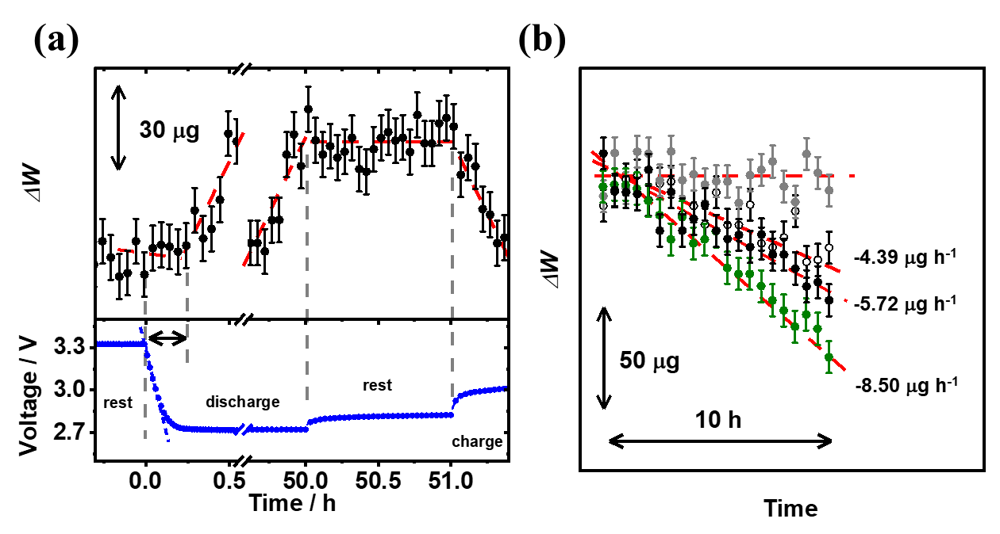 (a)
30 μg
ΔW
Voltage / V
3.3
3.0
2.7
rest
discharge
rest
charge
0.0
0.5
50.0
50.5
51.0
Time / h
(b)
ΔW
-4.39 μg h⁻¹
-5.72 μg h⁻¹
-8.50 μg h⁻¹
50 μg
10 h
Time